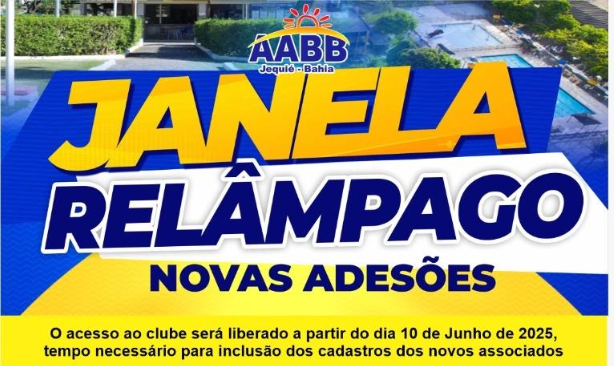 AABB
Jequié - Bahia
JANELA
RELÂMPAGO
NOVAS ADESÕES
O acesso ao clube será liberado a partir do dia 10 de Junho de 2025,
tempo necessário para inclusão dos cadastros dos novos associados